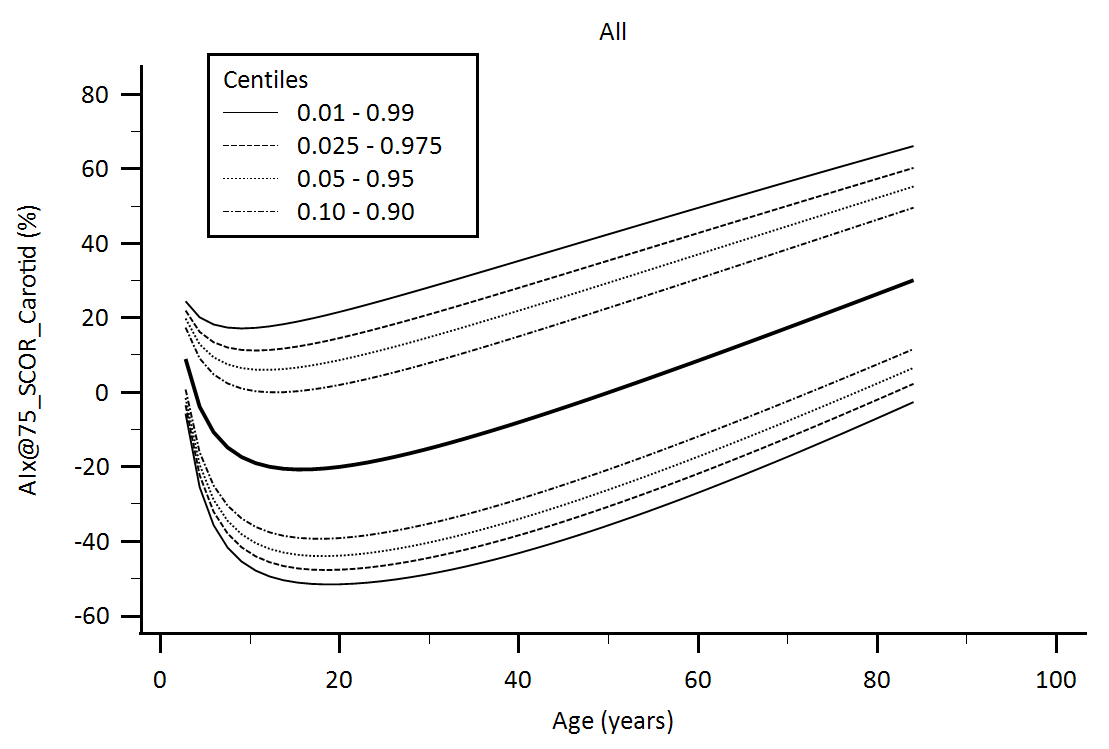 All
Centiles
0.01 - 0.99
0.025 - 0.975
0.05 - 0.95
0.10 - 0.90
AIx@75_SCOR_Carotid (%)
80
60
40
20
0
-20
-40
-60
0 20 40 60 80 100
Age (years)